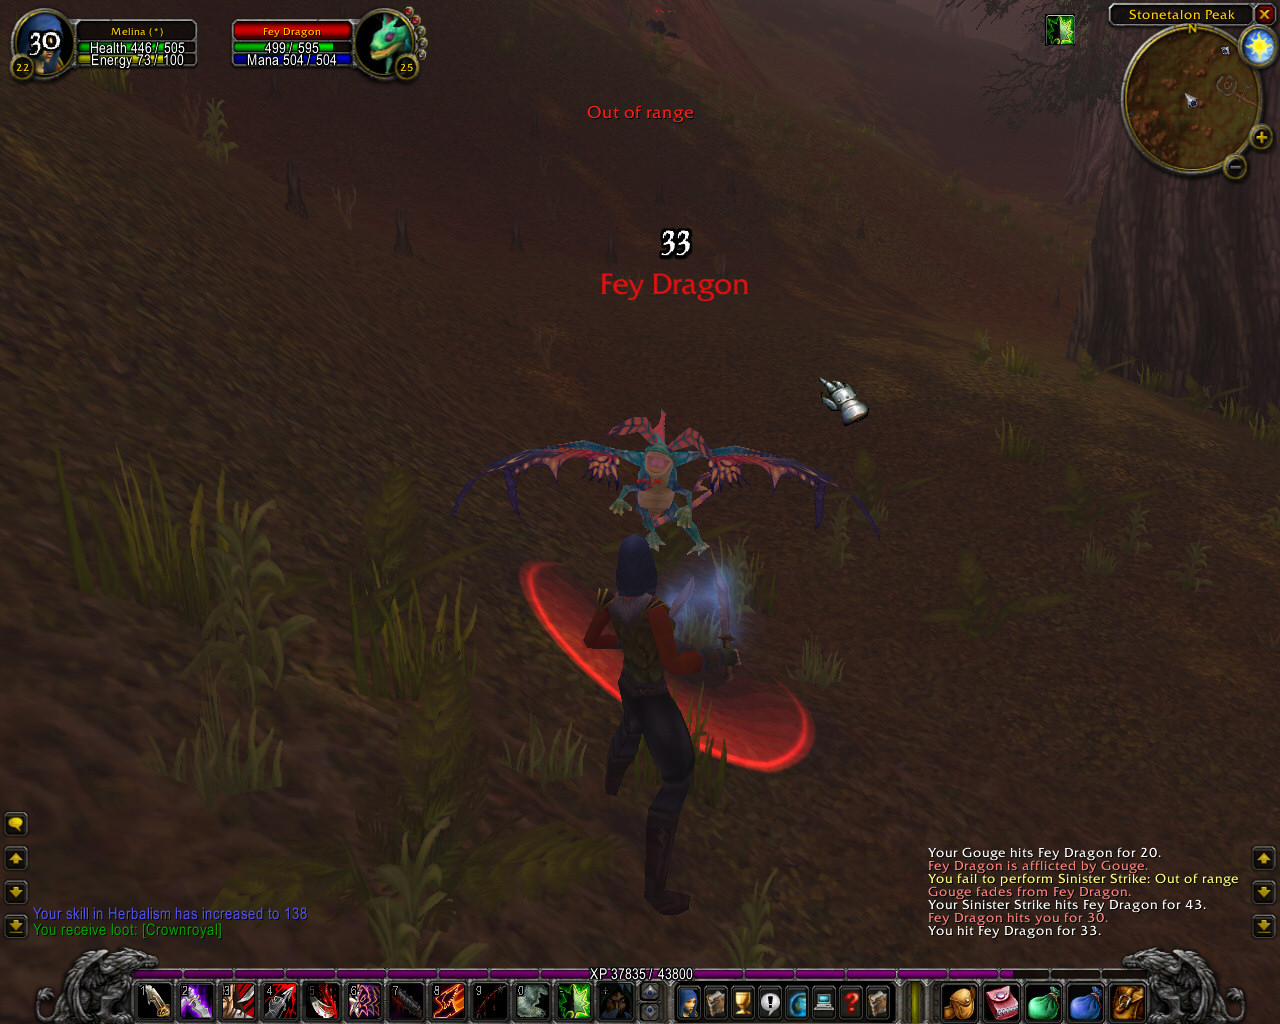 Melina (*)
Health 446 / 505
Energy 73 / 100
30
22
Fey Dragon
499 / 595
Mana 504 / 504
25
Stonetalon Peak
N
Out of range
33
Fey Dragon
Your Gouge hits Fey Dragon for 20.
Fey Dragon is afflicted by Gouge.
You fail to perform Sinister Strike: Out of range
Gouge fades from Fey Dragon.
Your Sinister Strike hits Fey Dragon for 43.
Fey Dragon hits you for 30.
You hit Fey Dragon for 33.
Your skill in Herbalism has increased to 138
You receive loot: [Crownroyal]
XP 37835 / 43800
1 2 3 4 5 6 7 8 9 0 - +